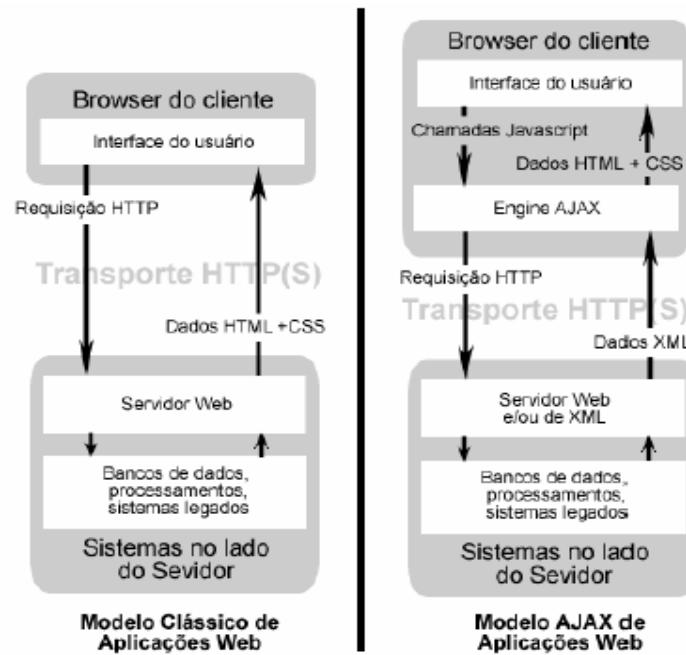 Browser do cliente
Interface do usuário
Requisição HTTP
Transporte HTTP(S)
Dados HTML +CSS
Servidor Web
Bancos de dados,
processamentos,
sistemas legados
Sistemas no lado
do Sevidor
Modelo Clássico de
Aplicações Web
Browser do cliente
Interface do usuário
Chamadas Javascript
Dados HTML + CSS
Engine AJAX
Requisição HTTP
Transporte HTTP(S)
Dados XML
Servidor Web
e/ou de XML
Bancos de dados,
processamentos,
sistemas legados
Sistemas no lado
do Sevidor
Modelo AJAX de
Aplicações Web